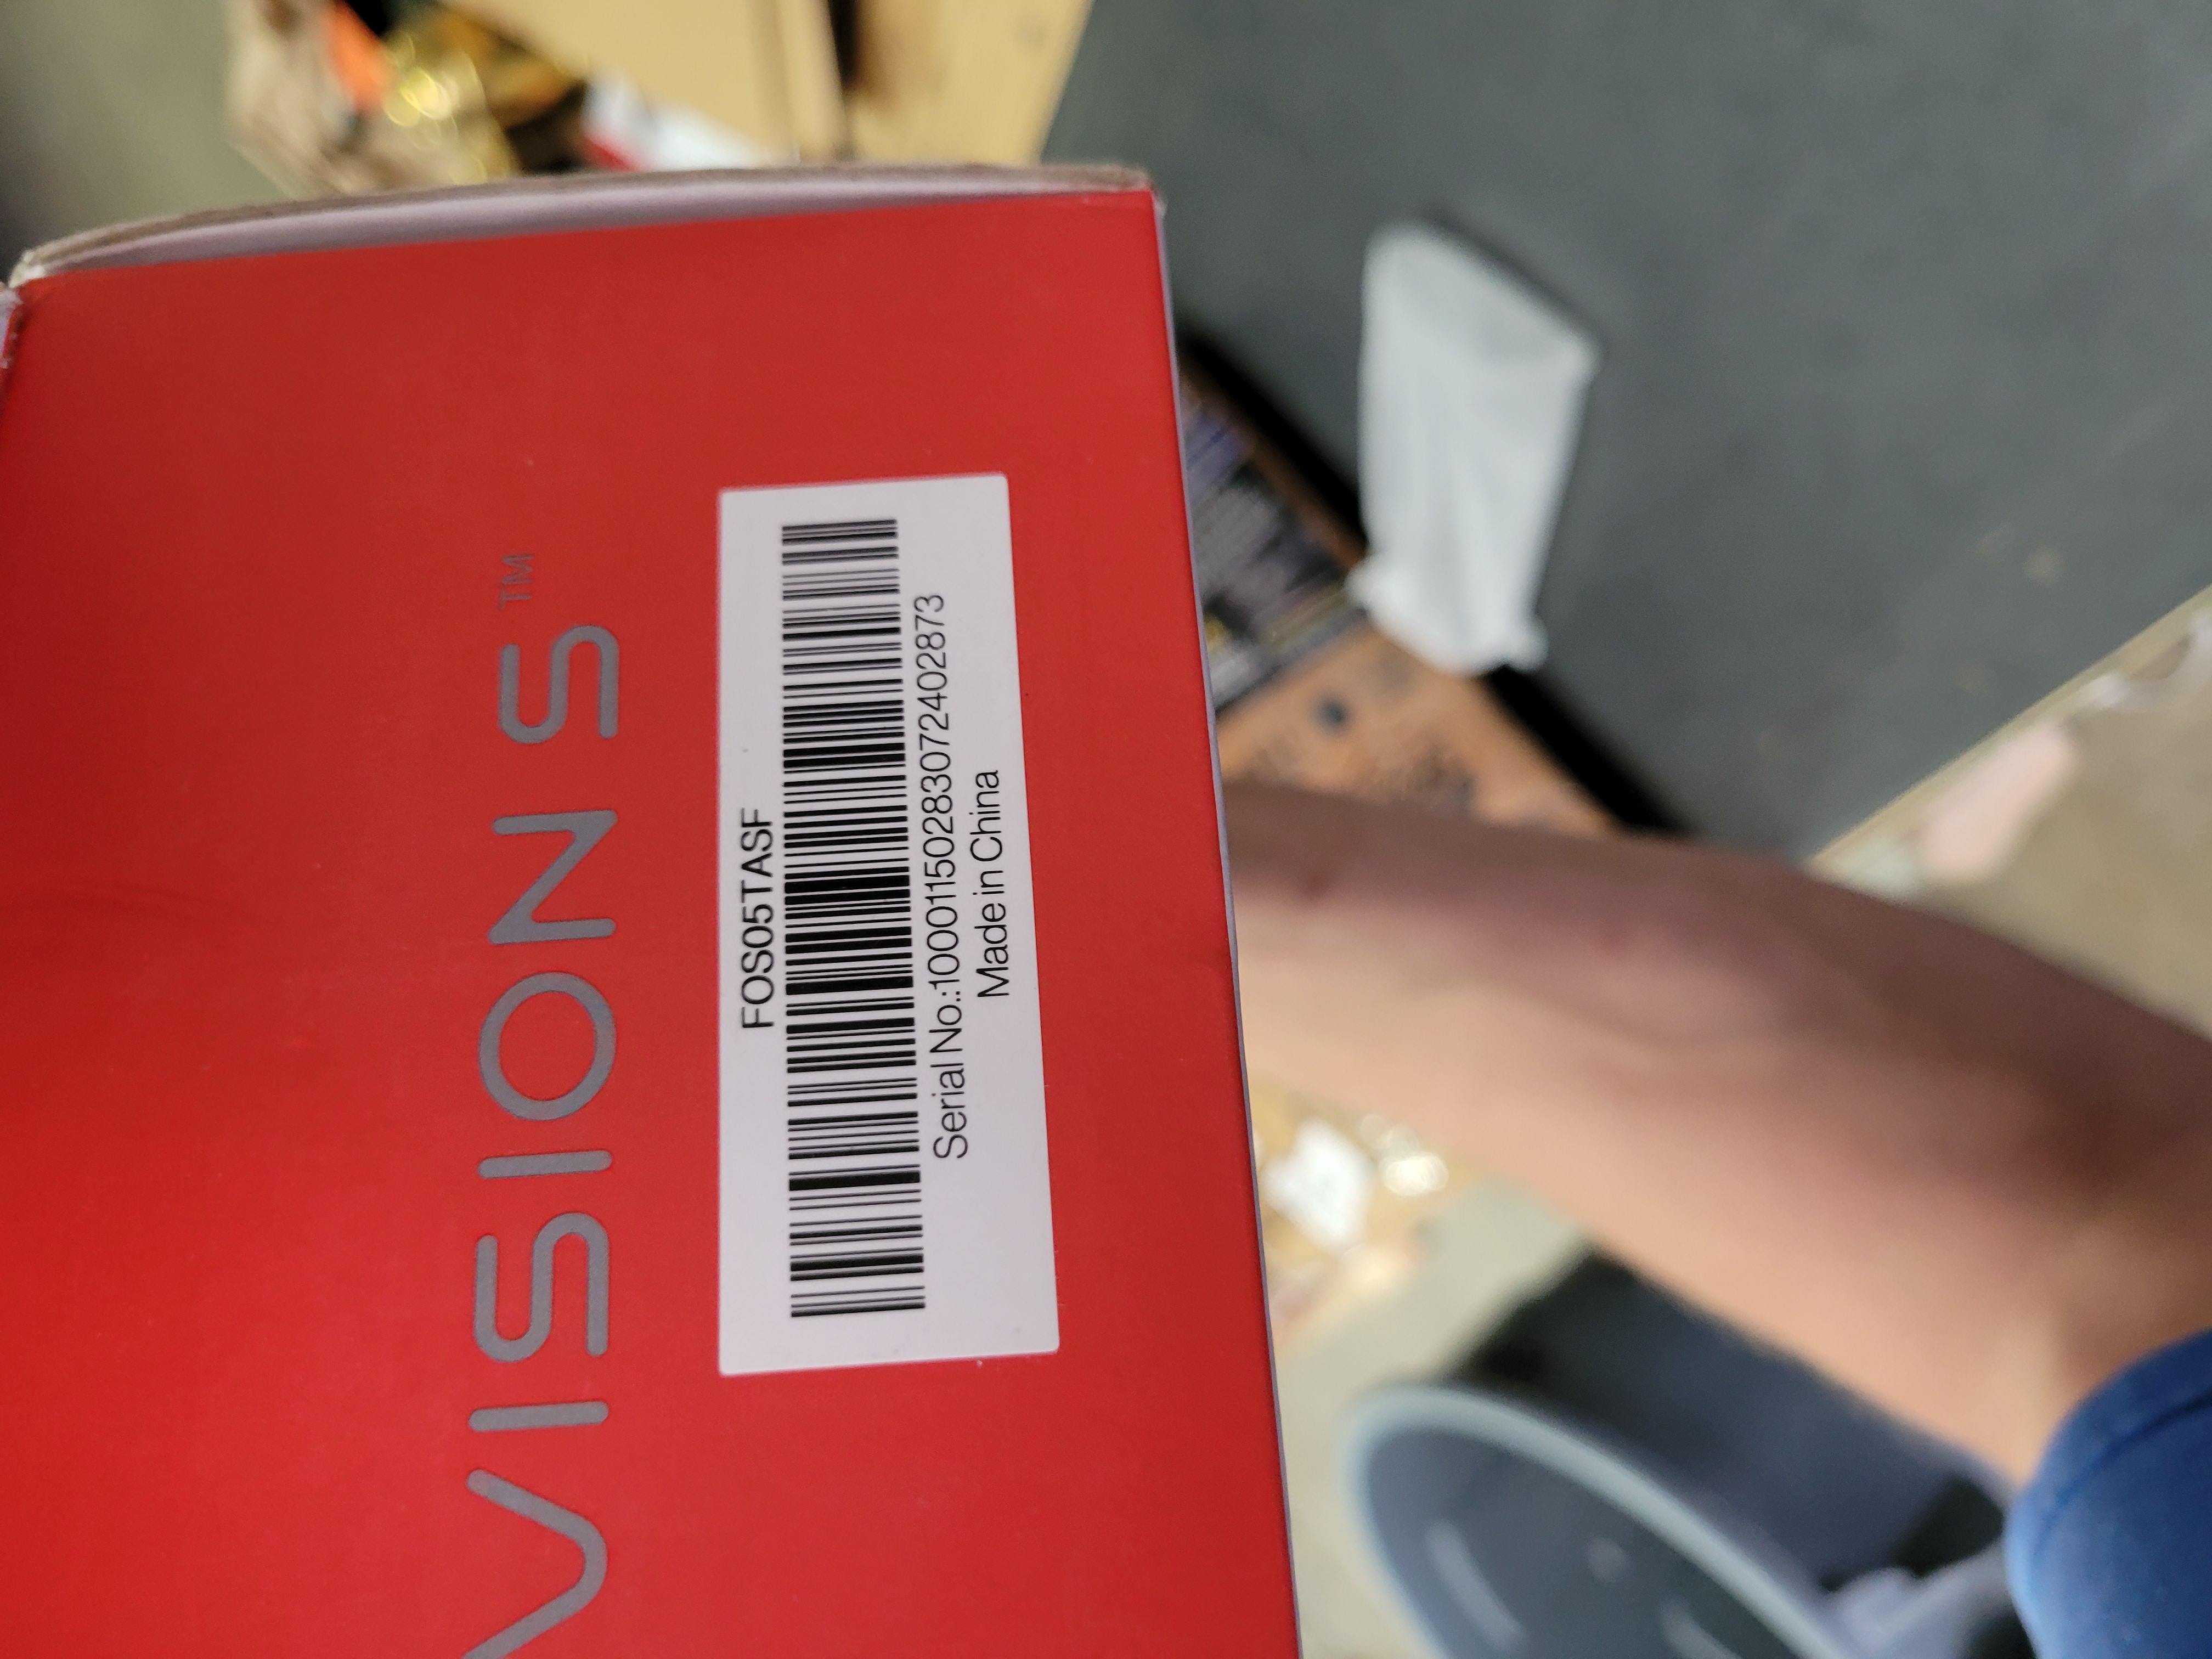 VISION S™
FOS05TASF
Serial No.:10001150283072402873
Made in China